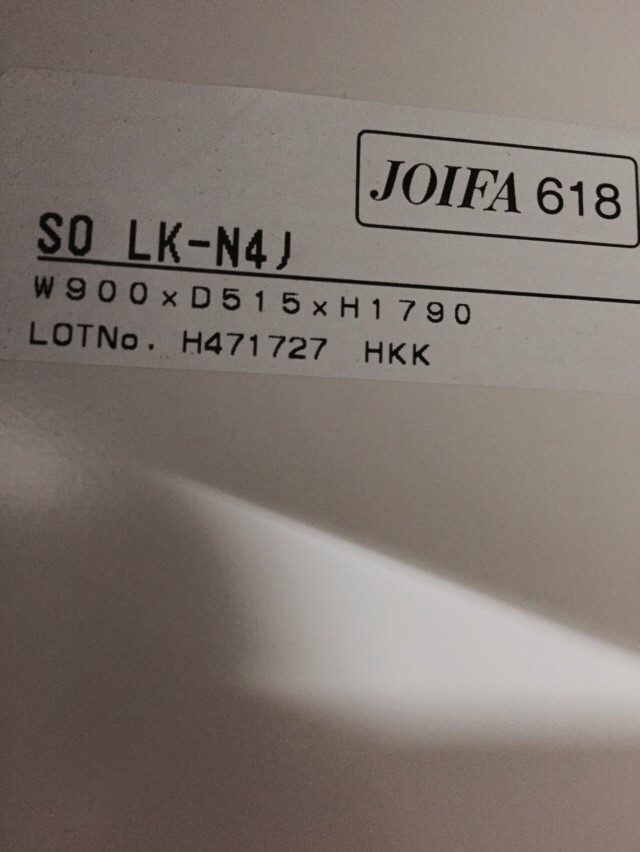 JOIFA 618
SO LK-N4J
W900×D515×H1790
LOTNo. H471727 HKK